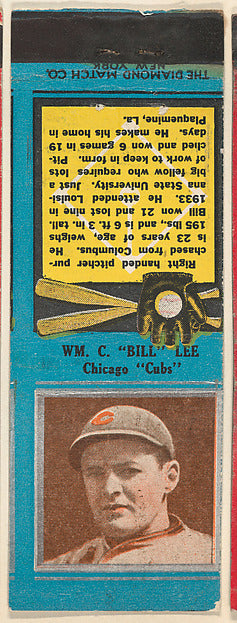 WM. C. "BILL" LEE
Chicago "Cubs"
Right handed pitcher pur-
chased from Columbus. He
is 23 years of age, weighs
195 lbs., and is 6 ft. 3 in. tall.
Bill won 21 and lost nine in
1933. He attended Louisi-
ana State University. Just a
big fellow who requires lots
of work to keep in form. Pit-
ched and won 6 games in 19
days. He makes his home in
Plaquemine, La.
THE DIAMOND MATCH CO.
NEW YORK
C